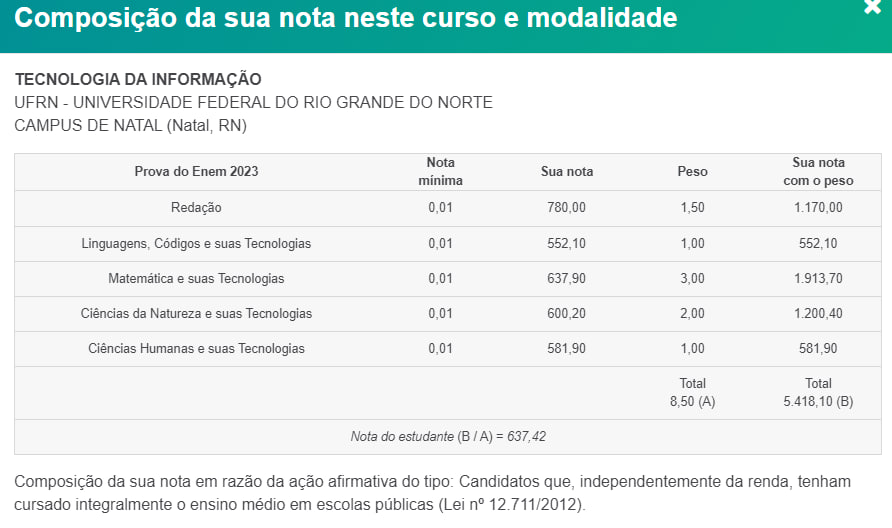 Composição da sua nota neste curso e modalidade
×
TECNOLOGIA DA INFORMAÇÃO
UFRN - UNIVERSIDADE FEDERAL DO RIO GRANDE DO NORTE
CAMPUS DE NATAL (Natal, RN)
Prova do Enem 2023 Nota mínima Sua nota Peso Sua nota com o peso
Redação 0,01 780,00 1,50 1.170,00
Linguagens, Códigos e suas Tecnologias 0,01 552,10 1,00 552,10
Matemática e suas Tecnologias 0,01 637,90 3,00 1.913,70
Ciências da Natureza e suas Tecnologias 0,01 600,20 2,00 1.200,40
Ciências Humanas e suas Tecnologias 0,01 581,90 1,00 581,90
Total Total
8,50 (A) 5.418,10 (B)
Nota do estudante (B / A) = 637,42
Composição da sua nota em razão da ação afirmativa do tipo: Candidatos que, independentemente da renda, tenham
cursado integralmente o ensino médio em escolas públicas (Lei nº 12.711/2012).